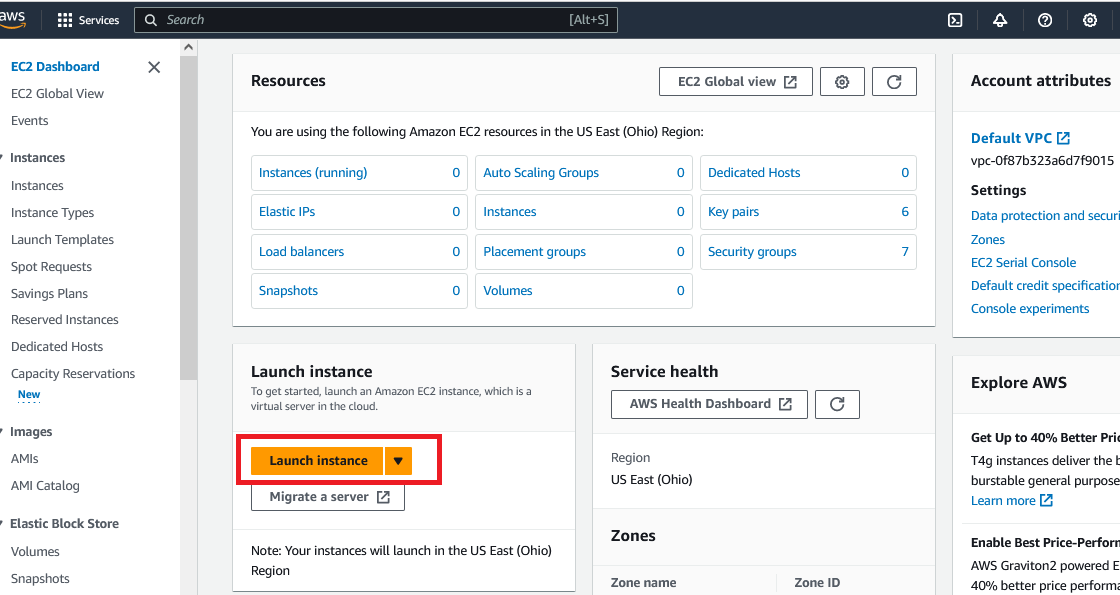 aws
Services
Search
[Alt+S]
EC2 Dashboard
EC2 Global View
Events
Instances
Instances
Instance Types
Launch Templates
Spot Requests
Savings Plans
Reserved Instances
Dedicated Hosts
Capacity Reservations
New
Images
AMIs
AMI Catalog
Elastic Block Store
Volumes
Snapshots
Resources
EC2 Global view
You are using the following Amazon EC2 resources in the US East (Ohio) Region:
Instances (running) 0
Auto Scaling Groups 0
Dedicated Hosts 0
Elastic IPs 0
Instances 0
Key pairs 6
Load balancers 0
Placement groups 0
Security groups 7
Snapshots 0
Volumes 0
Launch instance
To get started, launch an Amazon EC2 instance, which is a
virtual server in the cloud.
Launch instance
Migrate a server
Note: Your instances will launch in the US East (Ohio)
Region
Service health
AWS Health Dashboard
Region
US East (Ohio)
Zones
Zone name
Zone ID
Account attributes
Default VPC
vpc-0f87b323a6d7f9015
Settings
Data protection and securi
Zones
EC2 Serial Console
Default credit specification
Console experiments
Explore AWS
Get Up to 40% Better Pric
T4g instances deliver the b
burstable general purpose
Learn more
Enable Best Price-Perform
AWS Graviton2 powered E
40% better price performa